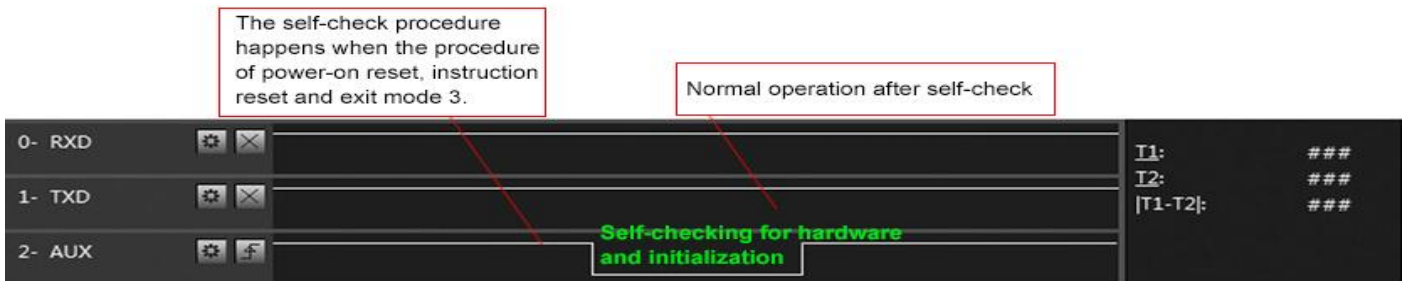 The self-check procedure
happens when the procedure
of power-on reset, instruction
reset and exit mode 3.
Normal operation after self-check
0- RXD
1- TXD
2- AUX
Self-checking for hardware
and initialization
T1: ###
T2: ###
|T1-T2|: ###